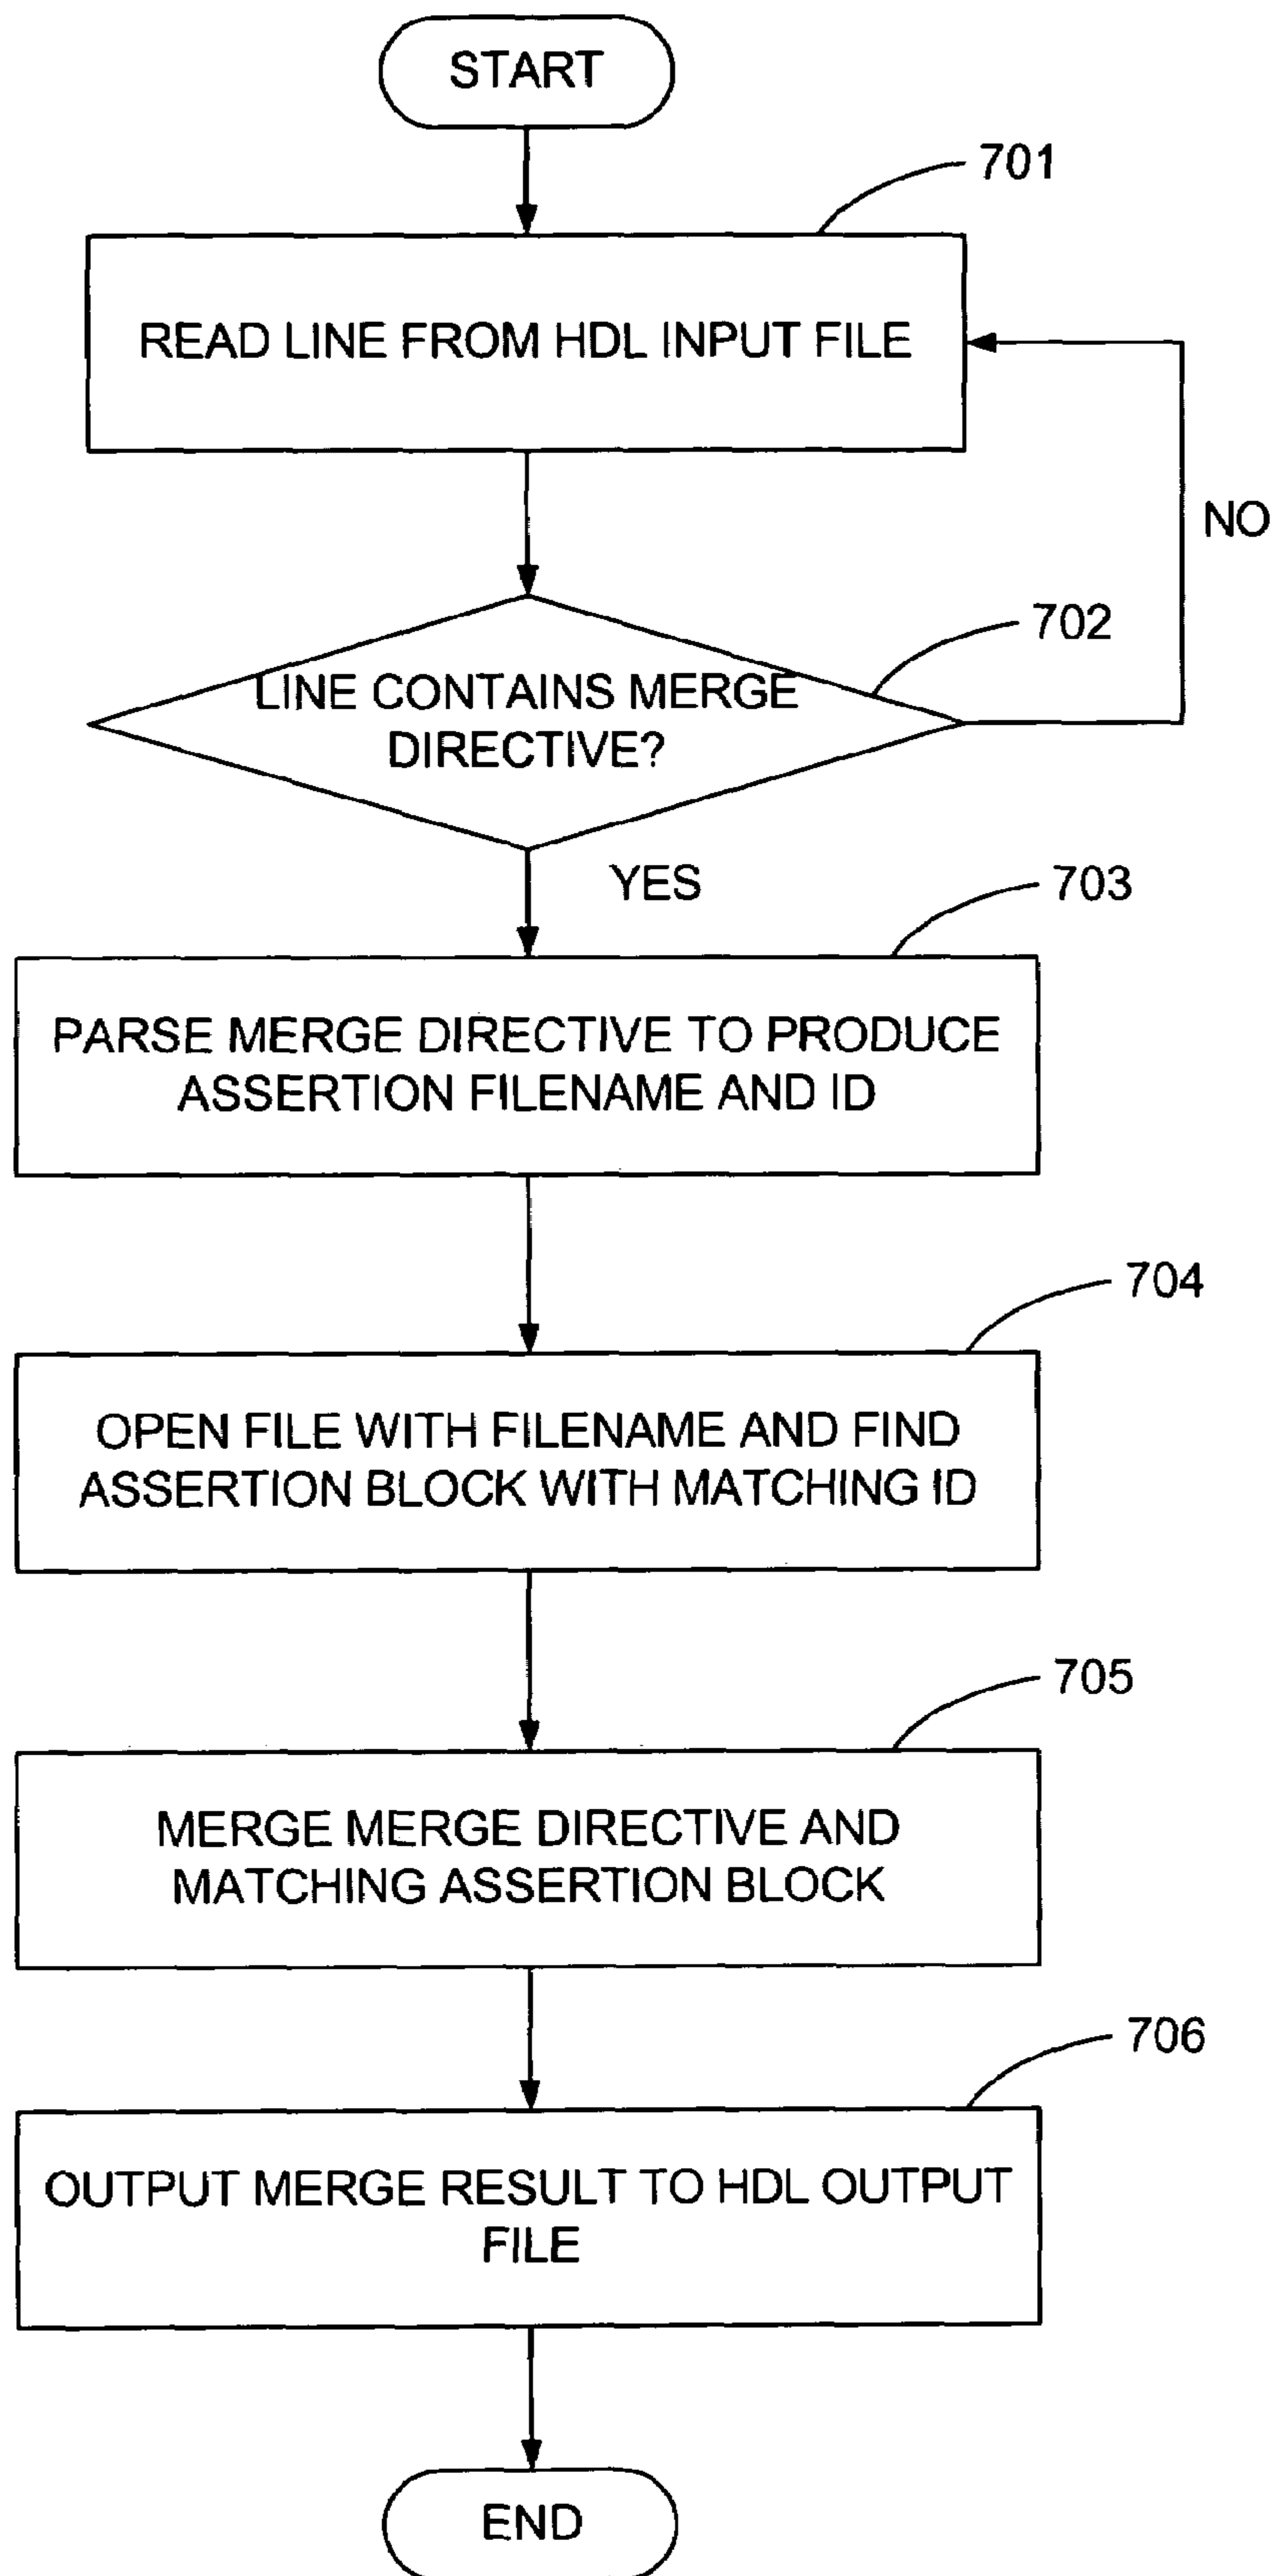 START
701
READ LINE FROM HDL INPUT FILE
NO
702
LINE CONTAINS MERGE
DIRECTIVE?
YES
703
PARSE MERGE DIRECTIVE TO PRODUCE
ASSERTION FILENAME AND ID
704
OPEN FILE WITH FILENAME AND FIND
ASSERTION BLOCK WITH MATCHING ID
705
MERGE MERGE DIRECTIVE AND
MATCHING ASSERTION BLOCK
706
OUTPUT MERGE RESULT TO HDL OUTPUT
FILE
END